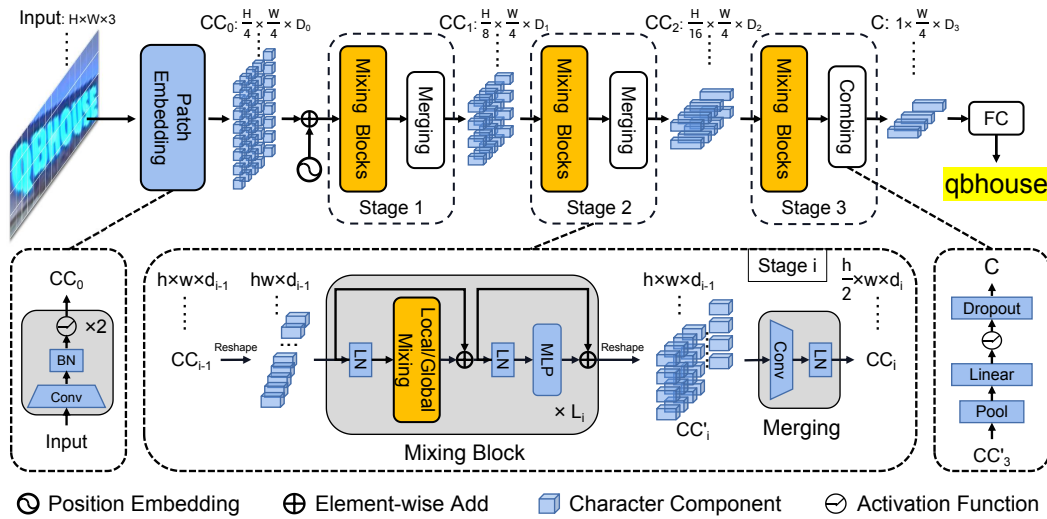 Input: H×W×3
CC₀: H/4 × W/4 × D₀
CC₁: H/8 × W/4 × D₁
CC₂: H/16 × W/4 × D₂
C: 1× W/4 × D₃
QBHOUSE
Patch Embedding
Mixing Blocks
Merging
Stage 1
Mixing Blocks
Merging
Stage 2
Mixing Blocks
Combing
Stage 3
FC
qbhouse
CC₀
×2
BN
Conv
Input
h×w×dᵢ₋₁
hw×dᵢ₋₁
h×w×dᵢ₋₁
Stage i
h/2 ×w×dᵢ
CCᵢ₋₁
Reshape
LN
Local/Global Mixing
LN
MLP
× Lᵢ
Mixing Block
Reshape
CC'ᵢ
Conv
LN
Merging
CCᵢ
C
Dropout
Linear
Pool
CC'₃
Position Embedding
Element-wise Add
Character Component
Activation Function